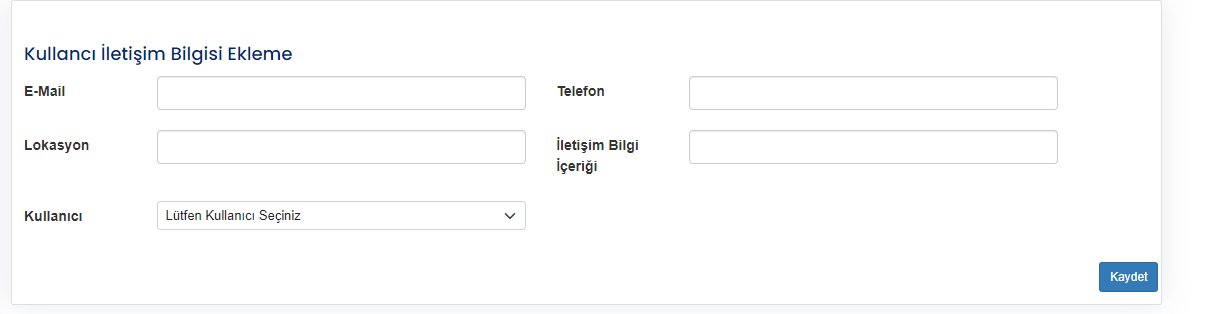 Kullancı İletişim Bilgisi Ekleme
E-Mail
Telefon
Lokasyon
İletişim Bilgi
İçeriği
Kullanıcı
Lütfen Kullanıcı Seçiniz
Kaydet